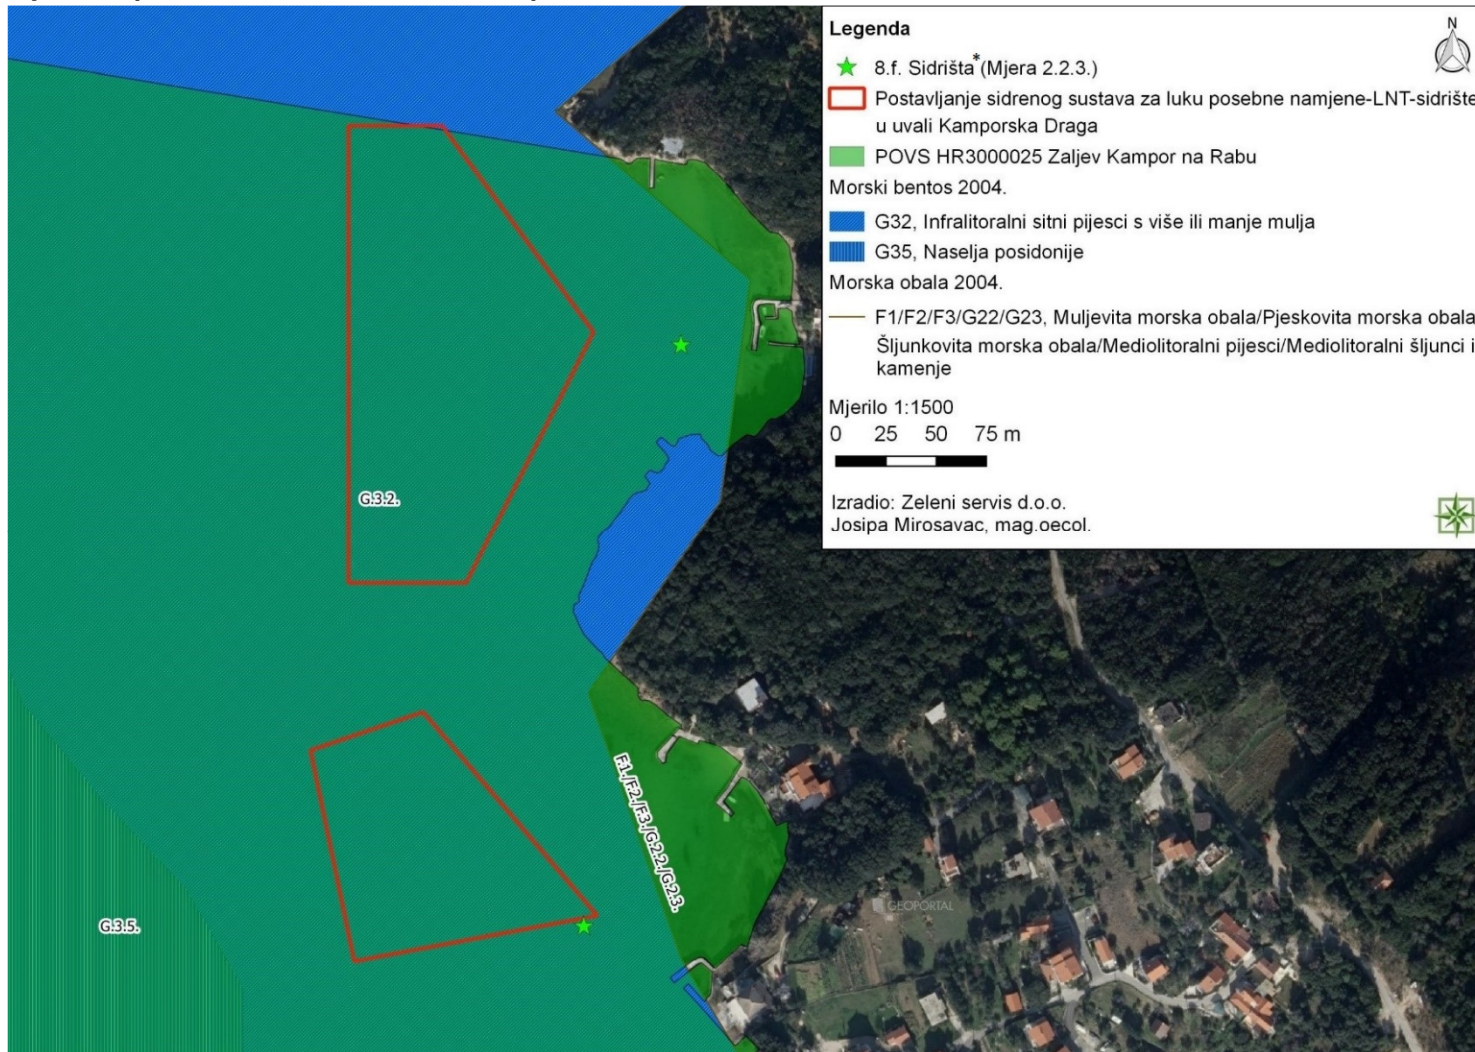 Legenda
N
8.f. Sidrišta* (Mjera 2.2.3.)
Postavljanje sidrenog sustava za luku posebne namjene-LNT-sidrište
u uvali Kamporska Draga
POVS HR3000025 Zaljev Kampor na Rabu
Morski bentos 2004.
G32, Infralitoralni sitni pijesci s više ili manje mulja
G35, Naselja posidonije
Morska obala 2004.
F1/F2/F3/G22/G23, Muljevita morska obala/Pjeskovita morska obala
Šljunkovita morska obala/Mediolitoralni pijesci/Mediolitoralni šljunci i
kamenje
Mjerilo 1:1500
0 25 50 75 m
Izradio: Zeleni servis d.o.o.
Josipa Mirosavac, mag.oecol.
G.3.2.
F.1./F.2./F.3./G.2.2./G.2.3.
GEOPORTAL
G.3.5.